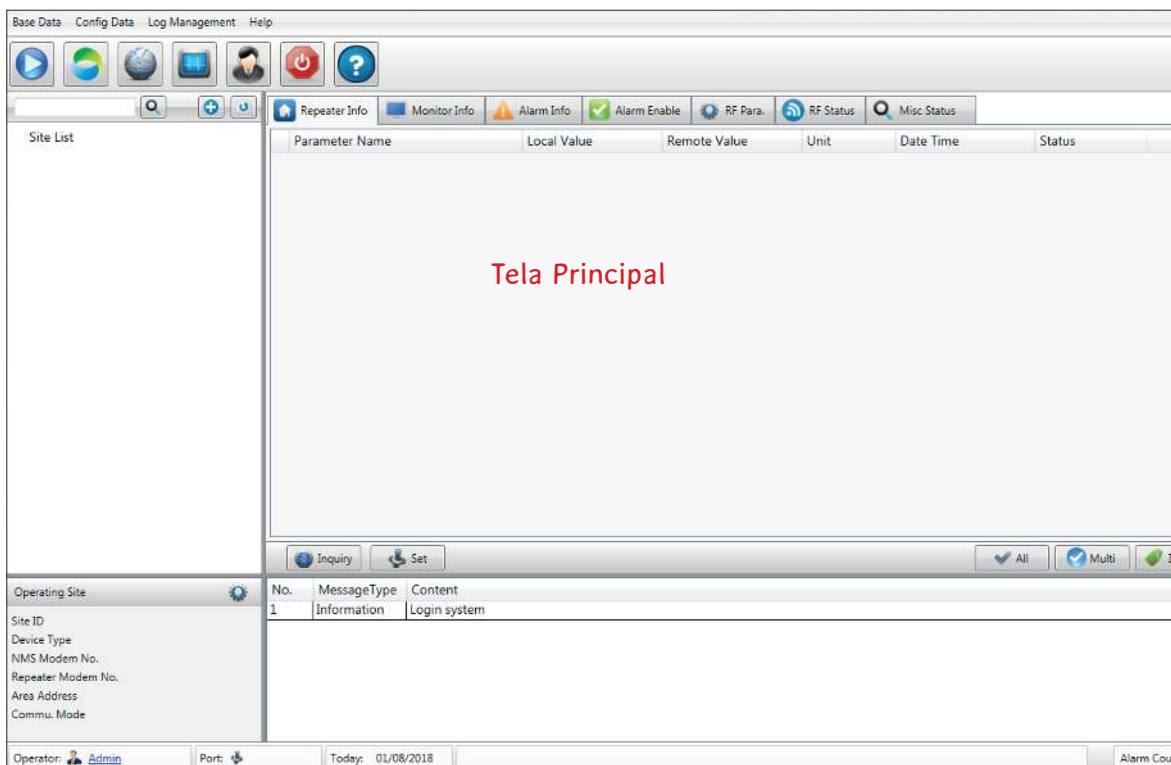 Base Data Config Data Log Management Help
Repeater Info Monitor Info Alarm Info Alarm Enable RF Para. RF Status Misc Status
Site List
Parameter Name Local Value Remote Value Unit Date Time Status
Tela Principal
Inquiry Set All Multi
Operating Site
Site ID
Device Type
NMS Modem No.
Repeater Modem No.
Area Address
Commu. Mode
No. MessageType Content
1 Information Login system
Operator: Admin Port: Today: 01/08/2018 Alarm Cou